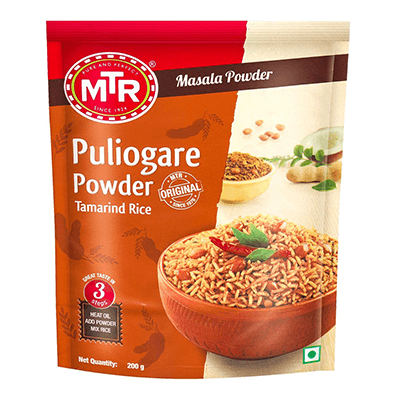 PURE AND PERFECT
MTR
SINCE 1924
®
Masala Powder
Puliogare
Powder
Tamarind Rice
MTR
ORIGINAL
SINCE 1976
GREAT TASTE IN
3
steps
HEAT OIL
ADD POWDER
MIX RICE
Net Quantity: 200 g